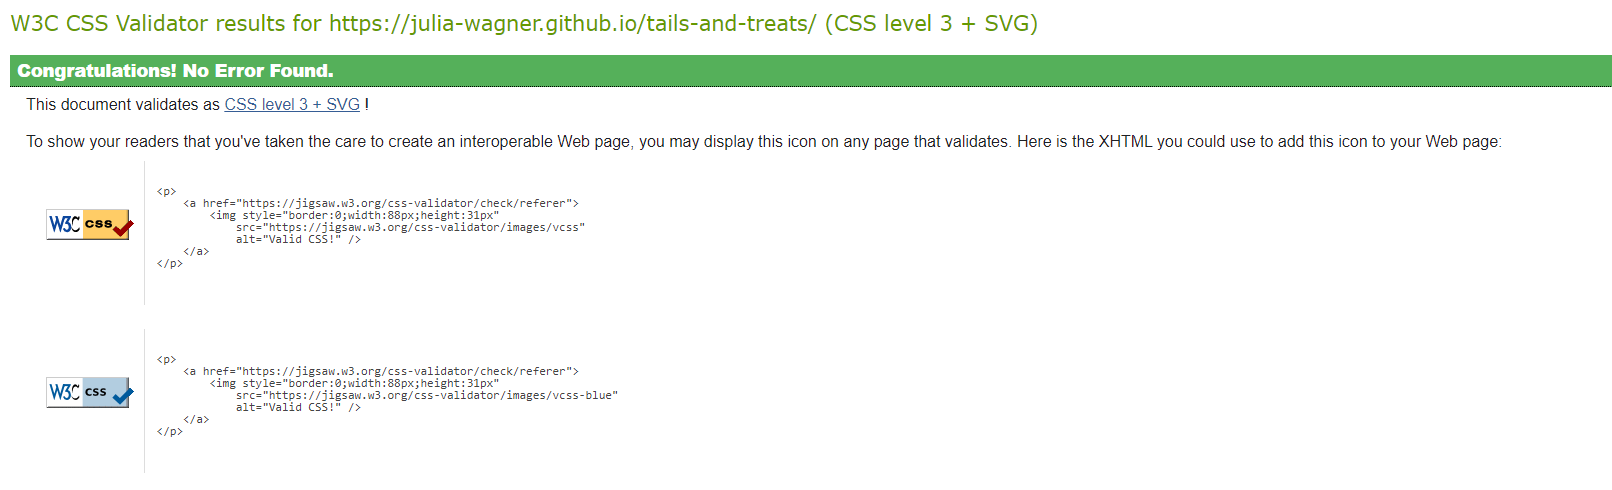 W3C CSS Validator results for https://julia-wagner.github.io/tails-and-treats/ (CSS level 3 + SVG)
Congratulations! No Error Found.
This document validates as CSS level 3 + SVG !
To show your readers that you've taken the care to create an interoperable Web page, you may display this icon on any page that validates. Here is the XHTML you could use to add this icon to your Web page:
W3C css
<p>
    <a href="https://jigsaw.w3.org/css-validator/check/referer">
        <img style="border:0;width:88px;height:31px"
            src="https://jigsaw.w3.org/css-validator/images/vcss"
            alt="Valid CSS!" />
    </a>
</p>
W3C css
<p>
    <a href="https://jigsaw.w3.org/css-validator/check/referer">
        <img style="border:0;width:88px;height:31px"
            src="https://jigsaw.w3.org/css-validator/images/vcss-blue"
            alt="Valid CSS!" />
    </a>
</p>